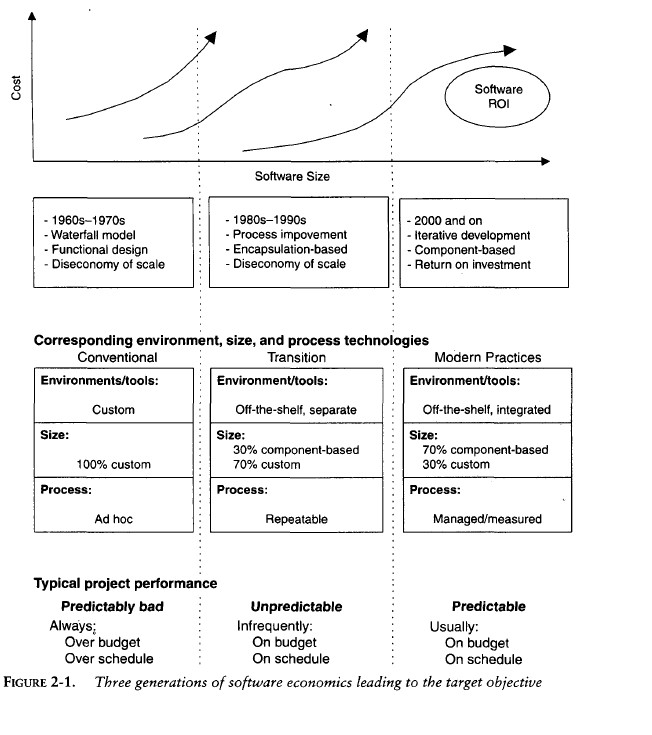 Cost
Software
ROI
Software Size
- 1960s–1970s
- Waterfall model
- Functional design
- Diseconomy of scale
- 1980s–1990s
- Process impovement
- Encapsulation-based
- Diseconomy of scale
- 2000 and on
- Iterative development
- Component-based
- Return on investment
Corresponding environment, size, and process technologies
Conventional
Environments/tools:
Custom
Size:
100% custom
Process:
Ad hoc
Transition
Environment/tools:
Off-the-shelf, separate
Size:
30% component-based
70% custom
Process:
Repeatable
Modern Practices
Environment/tools:
Off-the-shelf, integrated
Size:
70% component-based
30% custom
Process:
Managed/measured
Typical project performance
Predictably bad
Always:
Over budget
Over schedule
Unpredictable
Infrequently:
On budget
On schedule
Predictable
Usually:
On budget
On schedule
FIGURE 2-1. Three generations of software economics leading to the target objective